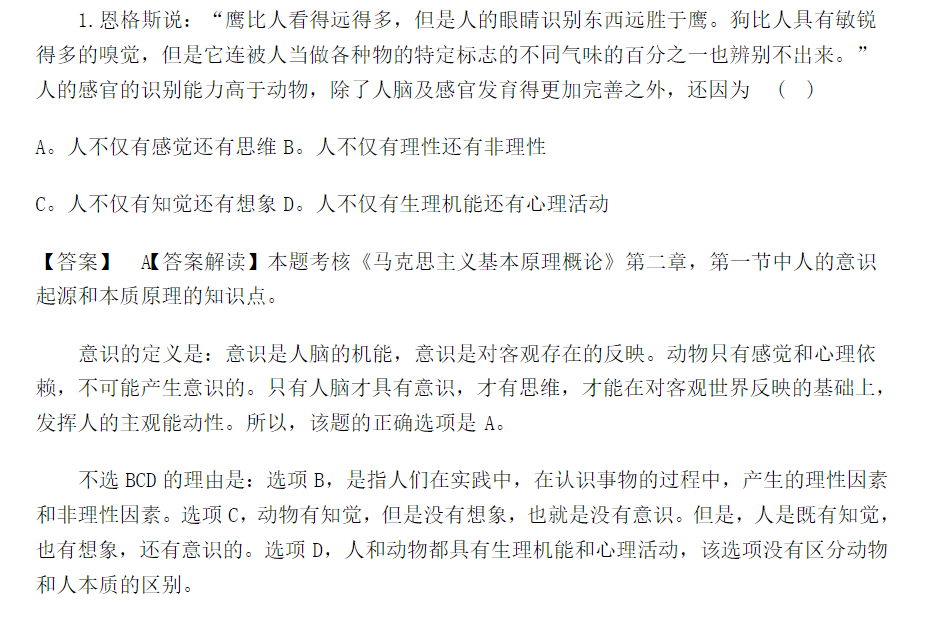 1.恩格斯说：“鹰比人看得远得多，但是人的眼睛识别东西远胜于鹰。狗比人具有敏锐
得多的嗅觉，但是它连被人当做各种物的特定标志的不同气味的百分之一也辨别不出来。”
人的感官的识别能力高于动物，除了人脑及感官发育得更加完善之外，还因为 （ ）
A。人不仅有感觉还有思维 B。人不仅有理性还有非理性
C。人不仅有知觉还有想象 D。人不仅有生理机能还有心理活动
【答案】 A【答案解读】本题考核《马克思主义基本原理概论》第二章，第一节中人的意识
起源和本质原理的知识点。
意识的定义是：意识是人脑的机能，意识是对客观存在的反映。动物只有感觉和心理依
赖，不可能产生意识的。只有人脑才具有意识，才有思维，才能在对客观世界反映的基础上，
发挥人的主观能动性。所以，该题的正确选项是 A。
不选 BCD 的理由是：选项 B，是指人们在实践中，在认识事物的过程中，产生的理性因素
和非理性因素。选项 C，动物有知觉，但是没有想象，也就是没有意识。但是，人是既有知觉，
也有想象，还有意识的。选项 D，人和动物都具有生理机能和心理活动，该选项没有区分动物
和人本质的区别。